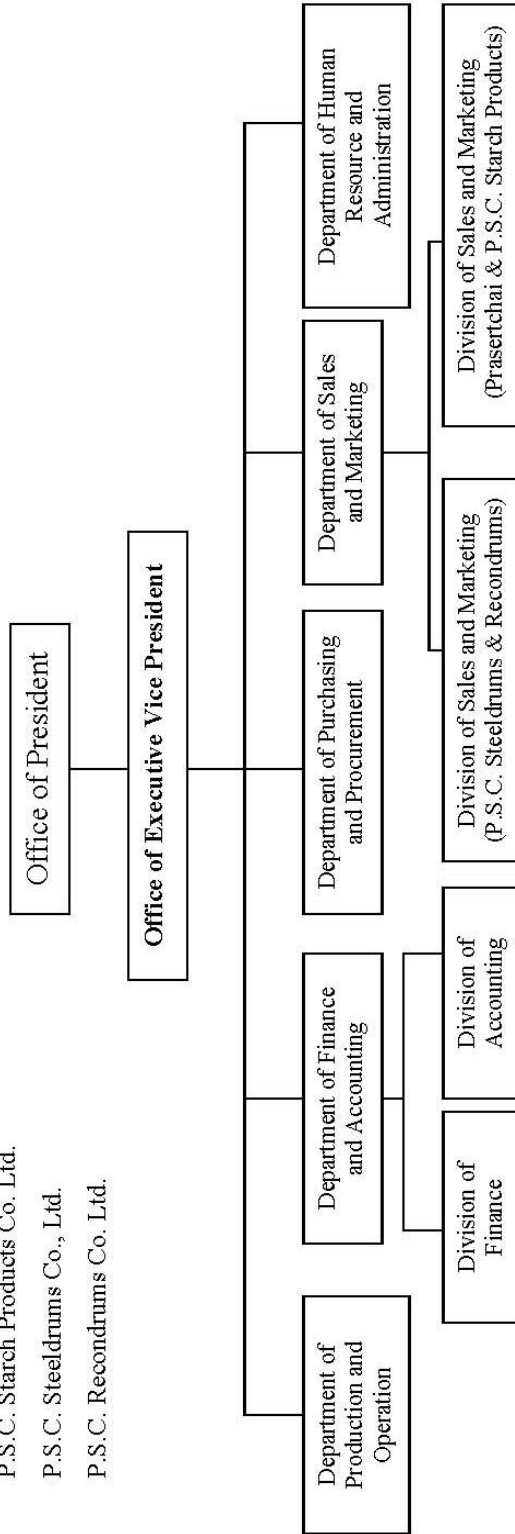 P.S.C. Starch Products Co. Ltd.
P.S.C. Steeldrums Co., Ltd.
P.S.C. Recondrums Co. Ltd.
Office of President
Office of Executive Vice President
Department of
Production and
Operation
Department of Finance
and Accounting
Department of Purchasing
and Procurement
Department of Sales
and Marketing
Department of Human
Resource and
Administration
Division of
Finance
Division of
Accounting
Division of Sales and Marketing
(P.S.C. Steeldrums & Recondrums)
Division of Sales and Marketing
(Prasertchai & P.S.C. Starch Products)